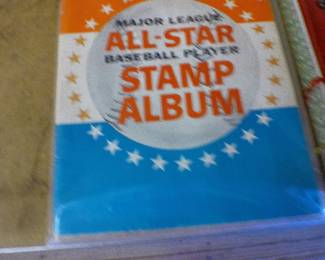 MAJOR LEAGUE
ALL-STAR
BASEBALL PLAYER
STAMP
ALBUM